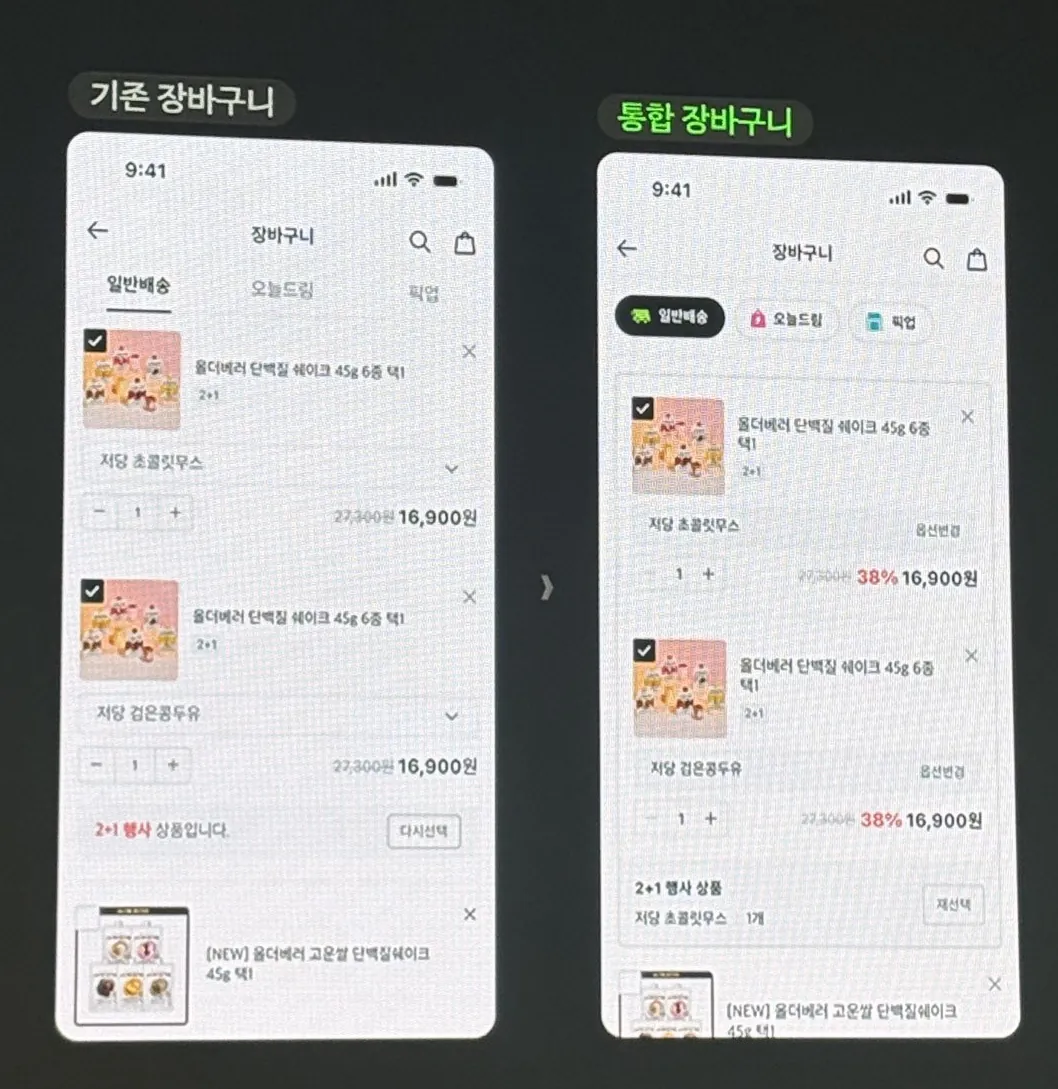 기존 장바구니
9:41
장바구니
일반배송 오늘드림 픽업
올더베러 단백질 쉐이크 45g 6종 택1
2+1
저당 초콜릿무스
1 27,300원 16,900원
올더베러 단백질 쉐이크 45g 6종 택1
2+1
저당 검은콩두유
1 27,300원 16,900원
2+1 행사 상품입니다. 다시선택
(NEW) 올더베러 고운쌀 단백질쉐이크
45g 택1
통합 장바구니
9:41
장바구니
일반배송 오늘드림 픽업
올더베러 단백질 쉐이크 45g 6종
택1
2+1
저당 초콜릿무스 옵션변경
1 27,300원 38% 16,900원
올더베러 단백질 쉐이크 45g 6종
택1
2+1
저당 검은콩두유 옵션변경
1 27,300원 38% 16,900원
2+1 행사 상품
저당 초콜릿무스 1개 재선택
(NEW) 올더베러 고운쌀 단백질쉐이크
45g 택1